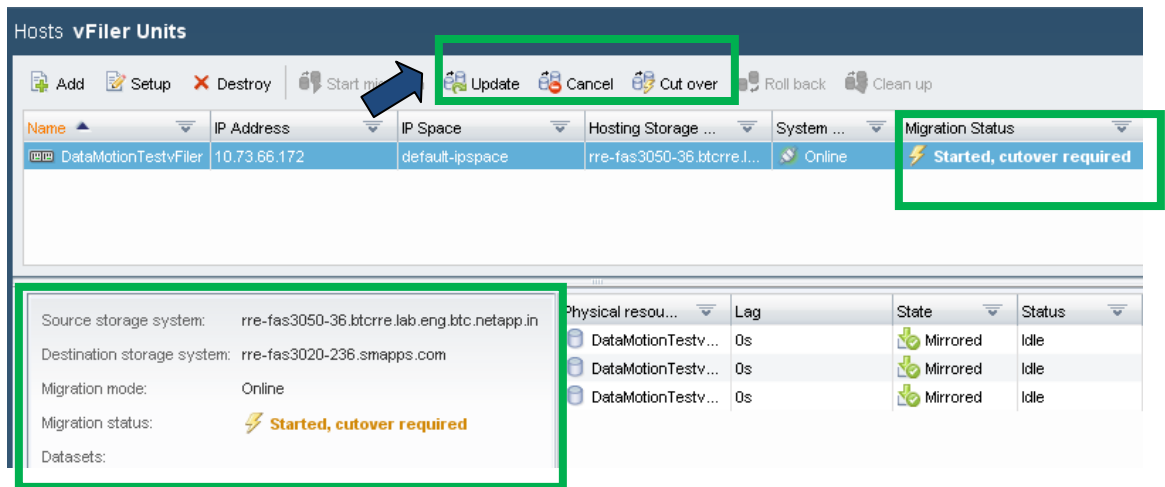 Hosts vFiler Units
Add Setup Destroy Start Update Cancel Cut over Roll back Clean up
Name IP Address IP Space Hosting Storage ... System ... Migration Status
DataMotionTestvFiler 10.73.66.172 default-ipspace rre-fas3050-36.btcrre.l... Online Started, cutover required
Source storage system: rre-fas3050-36.btcrre.lab.eng.btc.netapp.in
Destination storage system: rre-fas3020-236.smapps.com
Migration mode: Online
Migration status: Started, cutover required
Datasets:
Physical resou... Lag State Status
DataMotionTestv... 0s Mirrored Idle
DataMotionTestv... 0s Mirrored Idle
DataMotionTestv... 0s Mirrored Idle